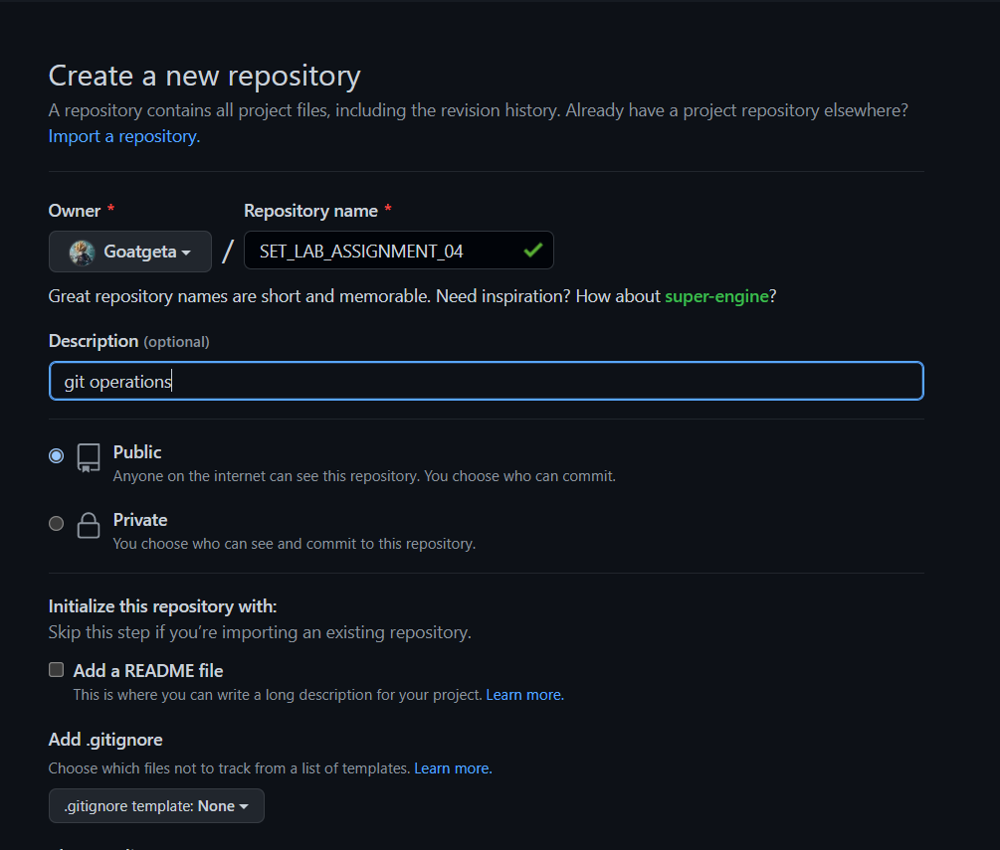 Create a new repository
A repository contains all project files, including the revision history. Already have a project repository elsewhere?
Import a repository.
Owner * Repository name *
Goatgeta / SET_LAB_ASSIGNMENT_04
Great repository names are short and memorable. Need inspiration? How about super-engine?
Description (optional)
git operations
Public
Anyone on the internet can see this repository. You choose who can commit.
Private
You choose who can see and commit to this repository.
Initialize this repository with:
Skip this step if you’re importing an existing repository.
Add a README file
This is where you can write a long description for your project. Learn more.
Add .gitignore
Choose which files not to track from a list of templates. Learn more.
.gitignore template: None